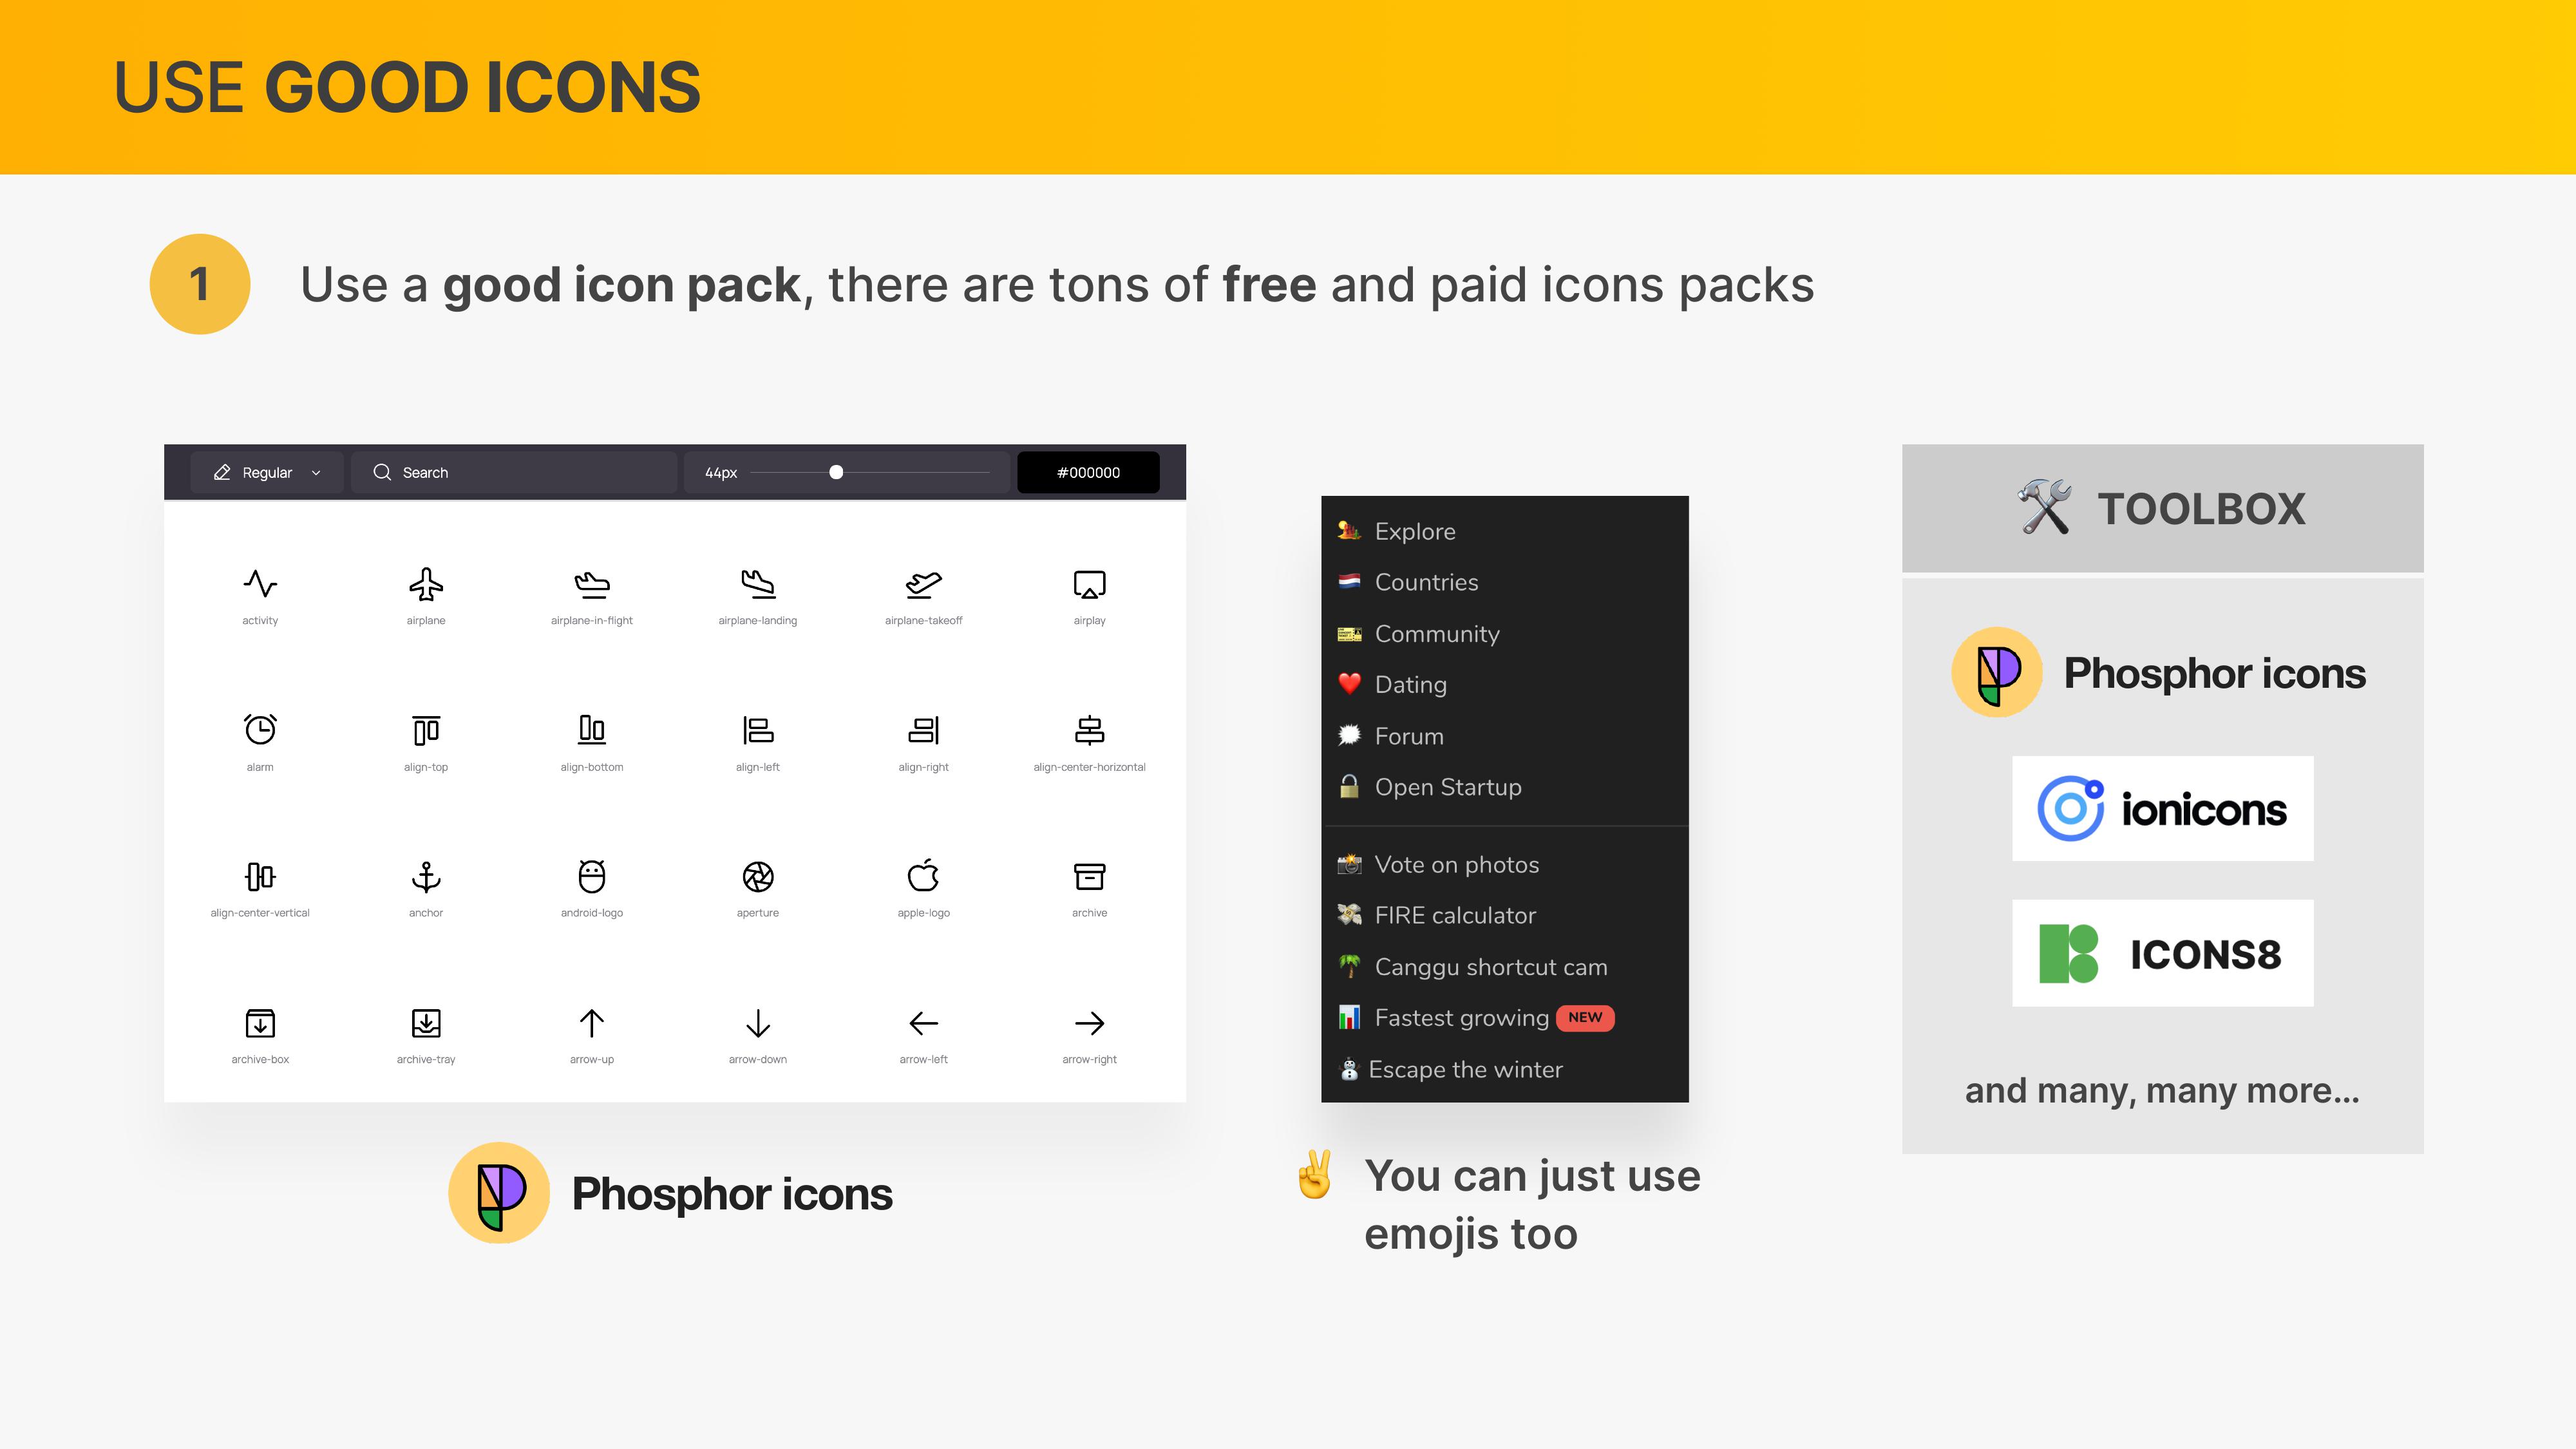 USE GOOD ICONS
1
Use a good icon pack, there are tons of free and paid icons packs
Regular
Search
44px
#000000
activity
airplane
airplane-in-flight
airplane-landing
airplane-takeoff
airplay
alarm
align-top
align-bottom
align-left
align-right
align-center-horizontal
align-center-vertical
anchor
android-logo
aperture
apple-logo
archive
archive-box
archive-tray
arrow-up
arrow-down
arrow-left
arrow-right
Phosphor icons
Explore
Countries
Community
Dating
Forum
Open Startup
Vote on photos
FIRE calculator
Canggu shortcut cam
Fastest growing NEW
Escape the winter
You can just use
emojis too
TOOLBOX
Phosphor icons
ionicons
ICONS8
and many, many more...